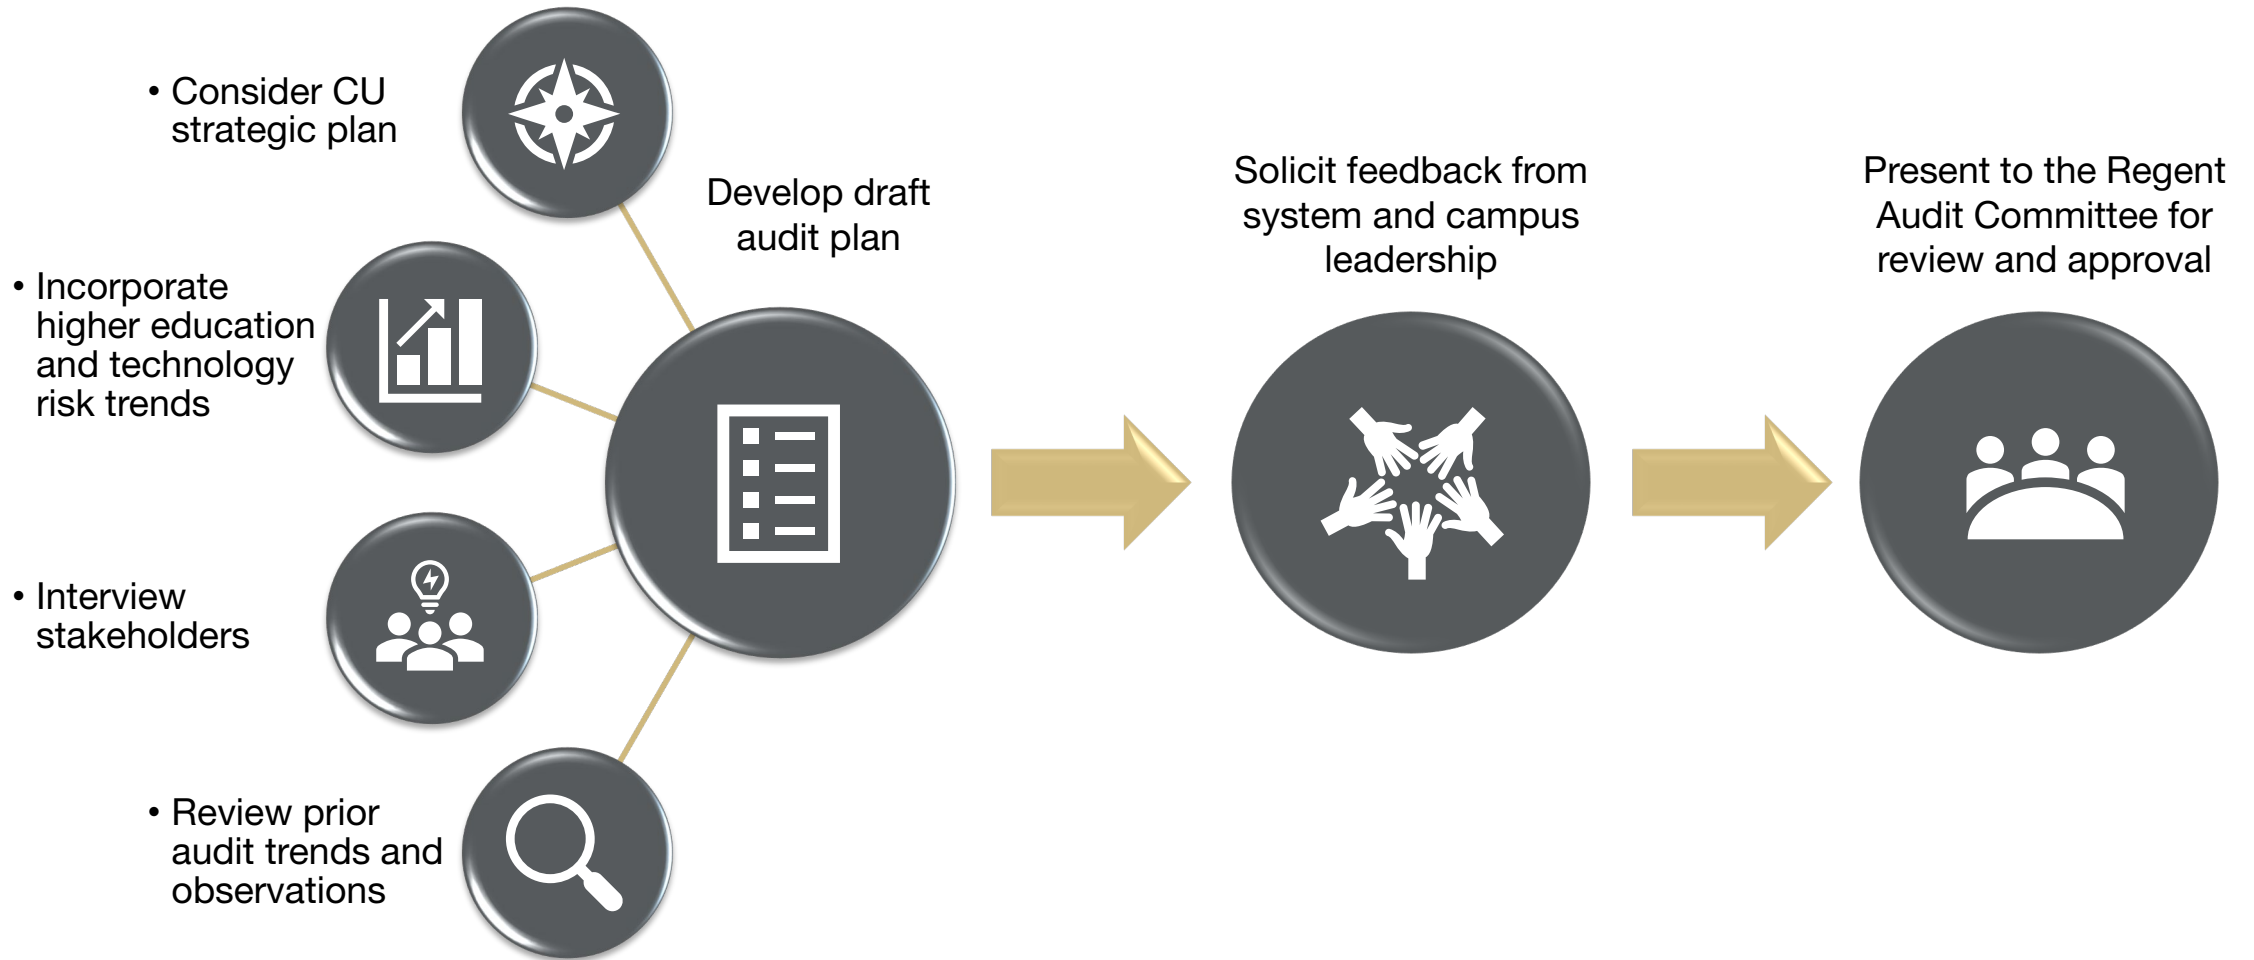 • Consider CU
strategic plan
• Incorporate
higher education
and technology
risk trends
• Interview
stakeholders
• Review prior
audit trends and
observations
Develop draft
audit plan
Solicit feedback from
system and campus
leadership
Present to the Regent
Audit Committee for
review and approval